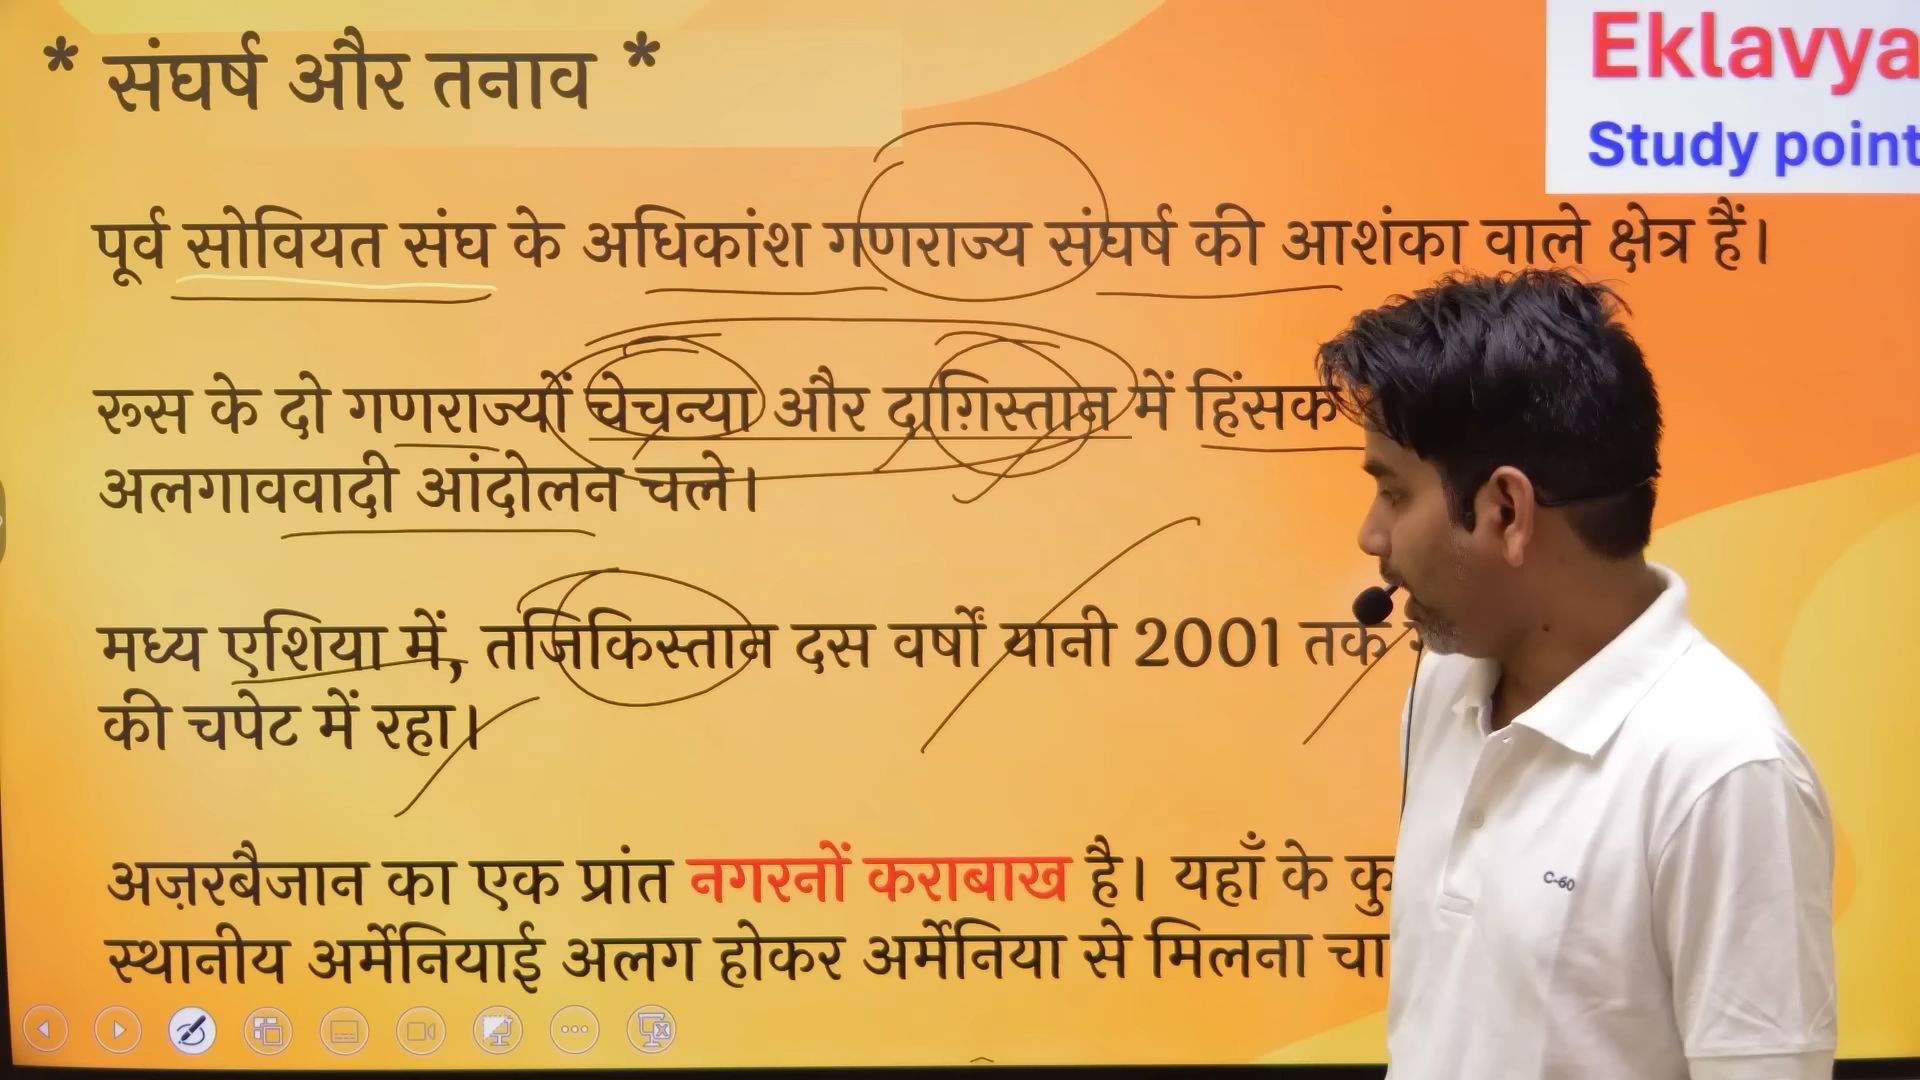 * संघर्ष और तनाव *
Eklavya
Study point
पूर्व सोवियत संघ के अधिकांश गणराज्य संघर्ष की आशंका वाले क्षेत्र हैं।
रूस के दो गणराज्यों चेचन्या और दाग़िस्तान में हिंसक
अलगाववादी आंदोलन चले।
मध्य एशिया में, तजिकिस्तान दस वर्षों यानी 2001 तक
की चपेट में रहा।
अज़रबैजान का एक प्रांत नगरनों कराबाख है। यहाँ के
स्थानीय अर्मेनियाई अलग होकर अर्मेनिया से मिलना
C-60